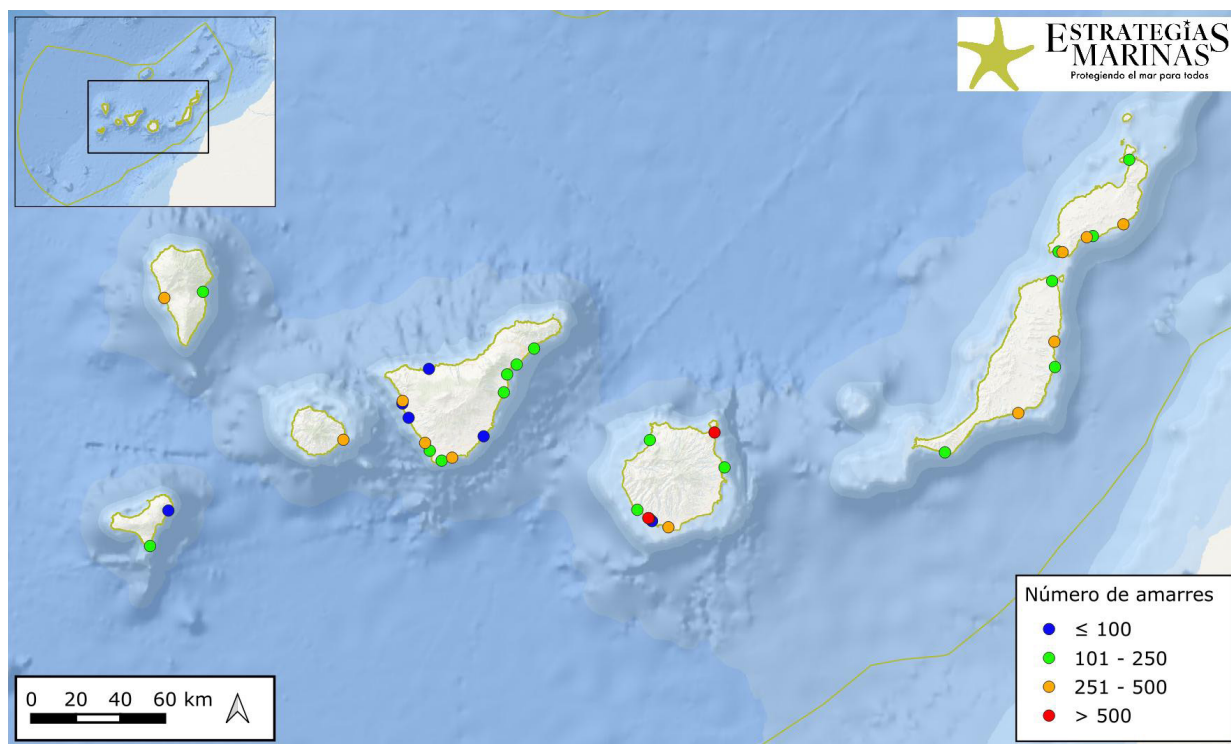 ESTRATEGIAS
MARINAS
Protegiendo el mar para todos
Número de amarres
≤ 100
101 - 250
251 - 500
> 500
0 20 40 60 km